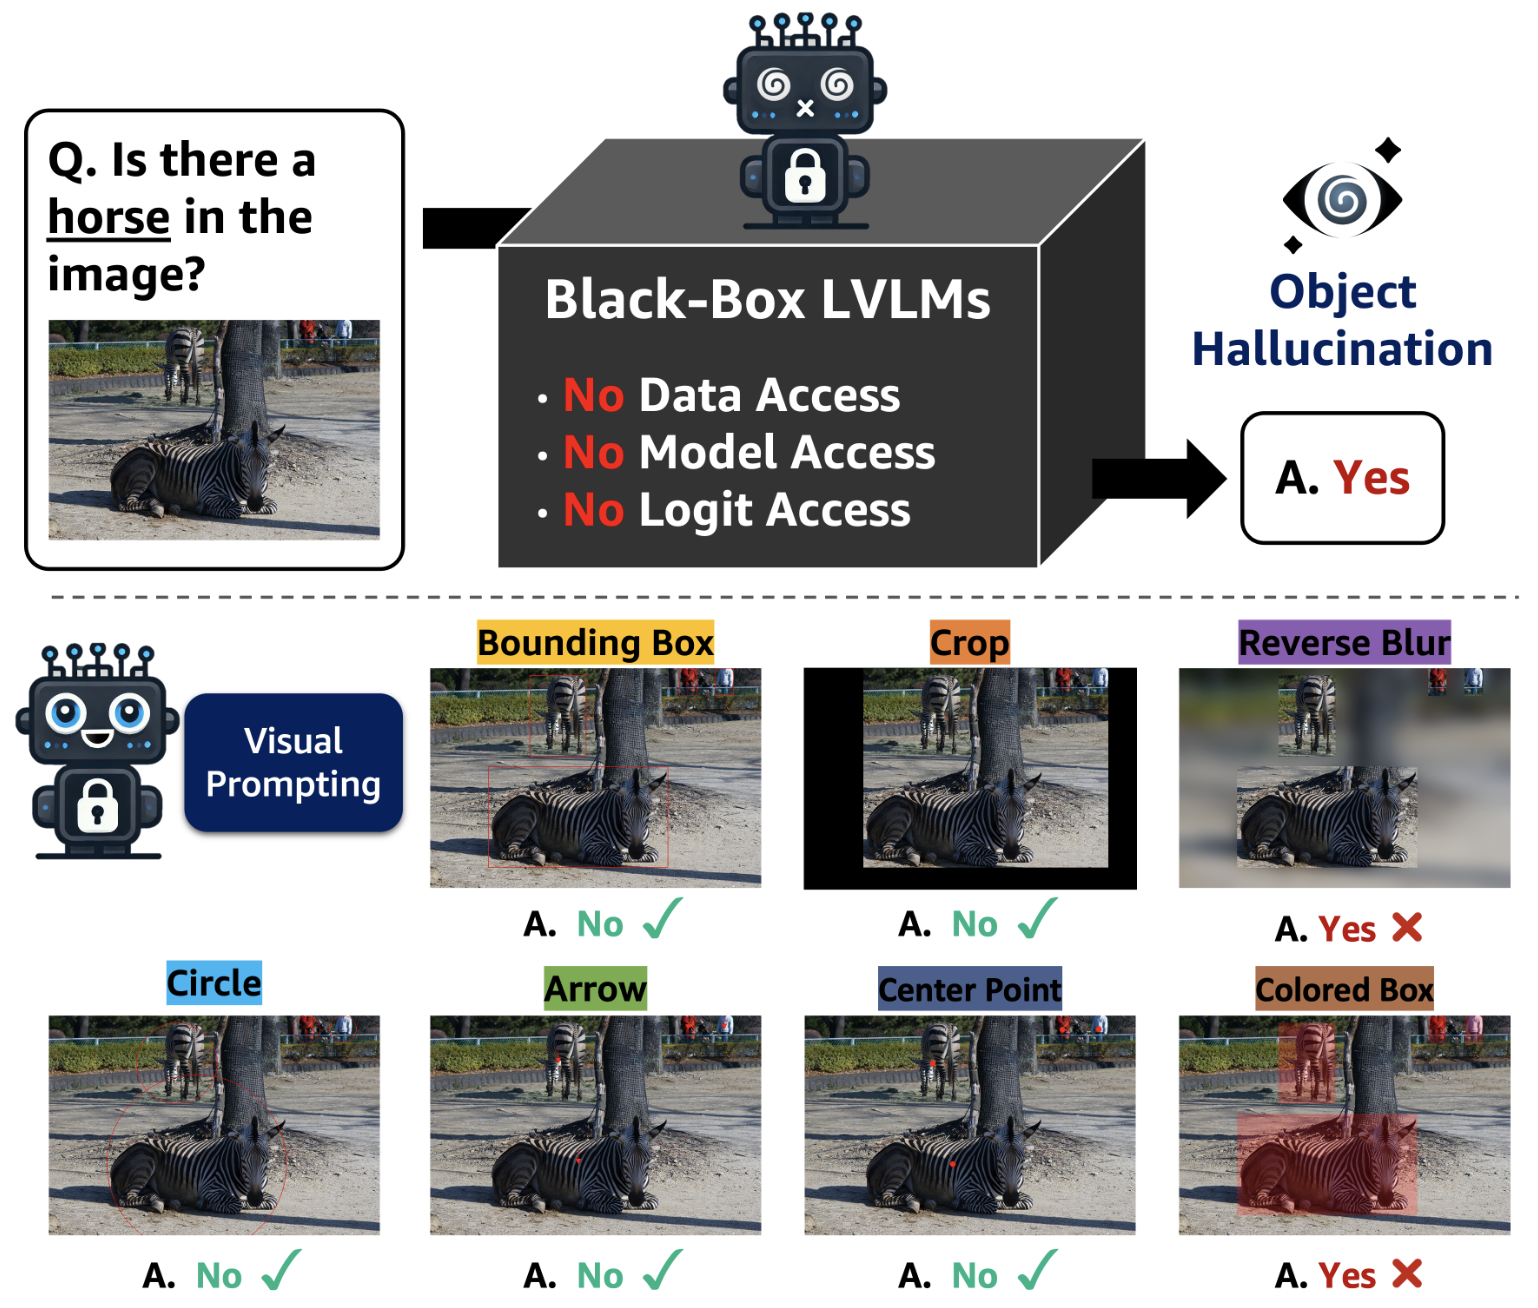 Q. Is there a
horse in the
image?
Black-Box LVLMs
· No Data Access
· No Model Access
· No Logit Access
Object
Hallucination
A. Yes
Visual
Prompting
Bounding Box
A. No ✓
Crop
A. No ✓
Reverse Blur
A. Yes ✗
Circle
A. No ✓
Arrow
A. No ✓
Center Point
A. No ✓
Colored Box
A. Yes ✗